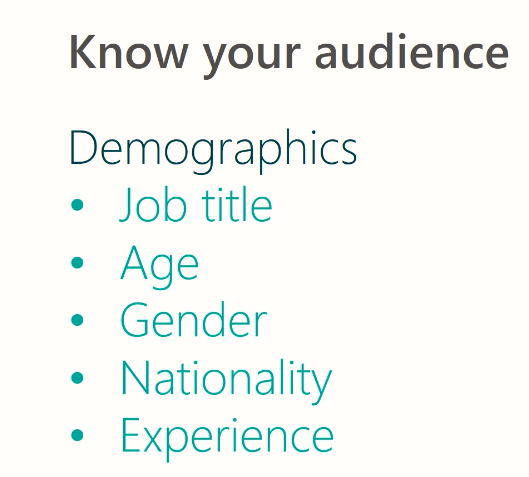 Know your audience
Demographics
• Job title
• Age
• Gender
• Nationality
• Experience